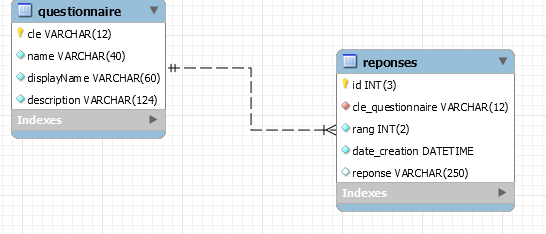 questionnaire
cle VARCHAR(12)
name VARCHAR(40)
displayName VARCHAR(60)
description VARCHAR(124)
Indexes
reponses
id INT(3)
cle_questionnaire VARCHAR(12)
rang INT(2)
date_creation DATETIME
reponse VARCHAR(250)
Indexes